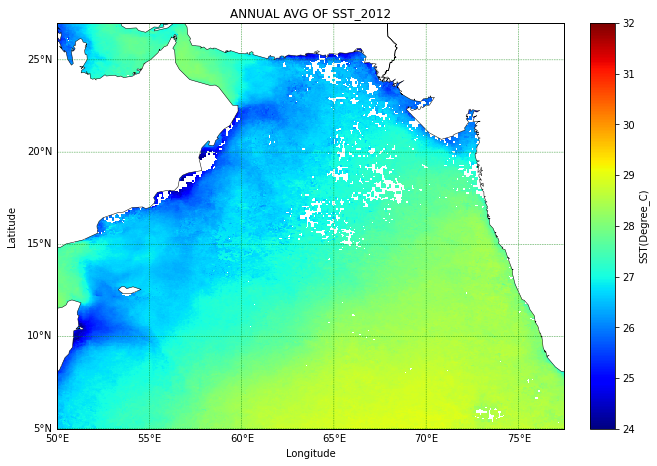 ANNUAL AVG OF SST_2012
25°N
20°N
15°N
10°N
5°N
50°E
55°E
60°E
65°E
70°E
75°E
Latitude
Longitude
32
31
30
29
28
27
26
25
24
SST(Degree_C)